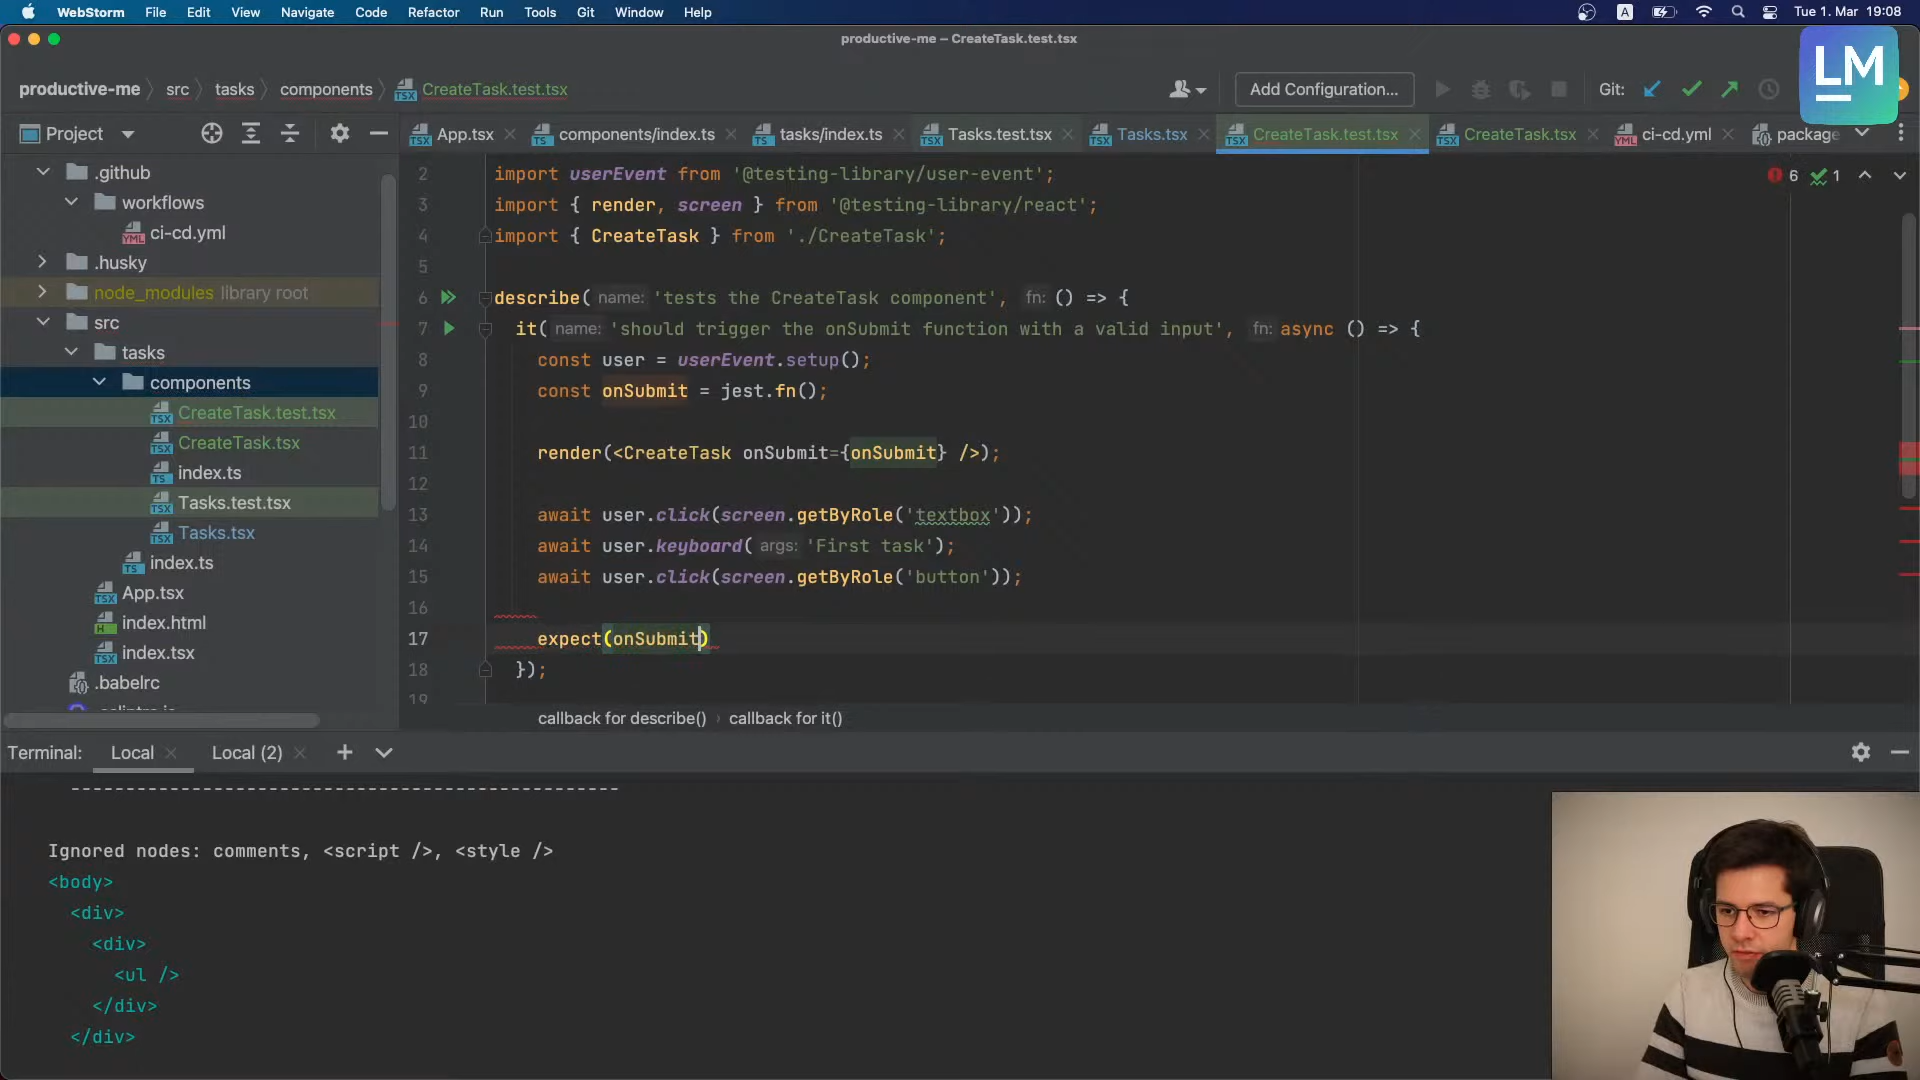 WebStorm File Edit View Navigate Code Refactor Run Tools Git Window Help A Tue 1. Mar 19:08
productive-me – CreateTask.test.tsx
LM
productive-me src tasks components CreateTask.test.tsx Add Configuration... Git:
Project App.tsx components/index.ts tasks/index.ts Tasks.test.tsx Tasks.tsx CreateTask.test.tsx CreateTask.tsx ci-cd.yml package
.github
workflows
ci-cd.yml
.husky
node_modules library root
src
tasks
components
CreateTask.test.tsx
CreateTask.tsx
index.ts
Tasks.test.tsx
Tasks.tsx
index.ts
App.tsx
index.html
index.tsx
.babelrc
6 1
2 import userEvent from '@testing-library/user-event';
3 import { render, screen } from '@testing-library/react';
4 import { CreateTask } from './CreateTask';
5
6 describe( name: 'tests the CreateTask component', fn: () => {
7 it( name: 'should trigger the onSubmit function with a valid input', fn: async () => {
8 const user = userEvent.setup();
9 const onSubmit = jest.fn();
10
11 render(<CreateTask onSubmit={onSubmit} />);
12
13 await user.click(screen.getByRole('textbox'));
14 await user.keyboard( args: 'First task');
15 await user.click(screen.getByRole('button'));
16
17 expect(onSubmit)
18 });
19
callback for describe() › callback for it()
Terminal: Local Local (2)
-------------------------------------------------- 
Ignored nodes: comments, <script />, <style />
<body>
<div>
<div>
<ul />
</div>
</div>